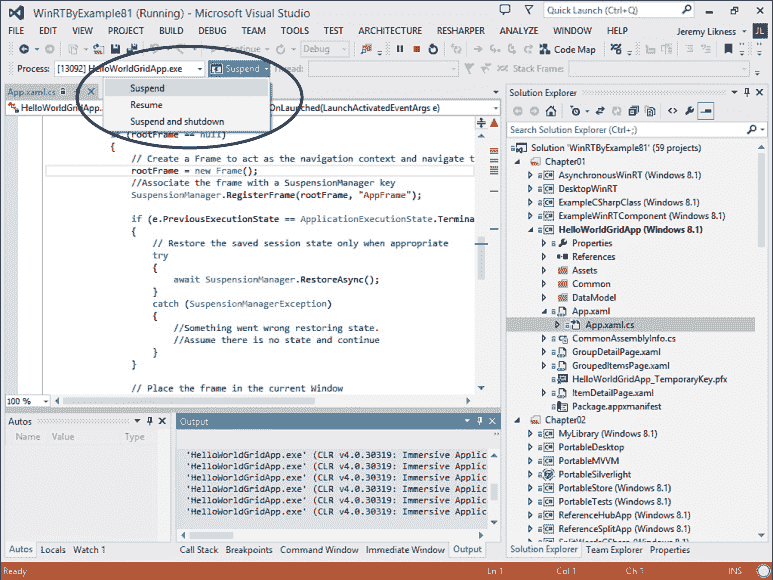 WinRTByExample81 (Running) - Microsoft Visual Studio
Quick Launch (Ctrl+Q)
FILE EDIT VIEW PROJECT BUILD DEBUG TEAM TOOLS TEST ARCHITECTURE RESHARPER ANALYZE WINDOW HELP Jeremy Likness JL
Continue Debug Code Map
Process: [13092] HelloWorldGridApp.exe Suspend Thread: Stack Frame:
Suspend
Resume
Suspend and shutdown
App.xaml.cs
HelloWorldGridApp. OnLaunched(LaunchActivatedEventArgs e)
(rootFrame == null)
{
// Create a Frame to act as the navigation context and navigate t
rootFrame = new Frame();
//Associate the frame with a SuspensionManager key
SuspensionManager.RegisterFrame(rootFrame, "AppFrame");
if (e.PreviousExecutionState == ApplicationExecutionState.Termina
{
// Restore the saved session state only when appropriate
try
{
await SuspensionManager.RestoreAsync();
}
catch (SuspensionManagerException)
{
//Something went wrong restoring state.
//Assume there is no state and continue
}
}
// Place the frame in the current Window
100 %
Autos
Name Value Type
Autos Locals Watch 1
Output
'HelloWorldGridApp.exe' (CLR v4.0.30319: Immersive Applic
'HelloWorldGridApp.exe' (CLR v4.0.30319: Immersive Applic
'HelloWorldGridApp.exe' (CLR v4.0.30319: Immersive Applic
'HelloWorldGridApp.exe' (CLR v4.0.30319: Immersive Applic
'HelloWorldGridApp.exe' (CLR v4.0.30319: Immersive Applic
'HelloWorldGridApp.exe' (CLR v4.0.30319: Immersive Applic
Call Stack Breakpoints Command Window Immediate Window Output
Solution Explorer
Search Solution Explorer (Ctrl+;)
Solution 'WinRTByExample81' (59 projects)
Chapter01
AsynchronousWinRT (Windows 8.1)
DesktopWinRT
ExampleCSharpClass (Windows 8.1)
ExampleWinRTComponent (Windows 8.1)
HelloWorldGridApp (Windows 8.1)
Properties
References
Assets
Common
DataModel
App.xaml
App.xaml.cs
CommonAssemblyInfo.cs
GroupDetailPage.xaml
GroupedItemsPage.xaml
HelloWorldGridApp_TemporaryKey.pfx
ItemDetailPage.xaml
Package.appxmanifest
Chapter02
MyLibrary (Windows 8.1)
PortableDesktop
PortableMVVM
PortableSilverlight
PortableStore (Windows 8.1)
PortableTests (Windows 8.1)
ReferenceHubApp (Windows 8.1)
ReferenceSplitApp (Windows 8.1)
Solution Explorer Team Explorer Properties
Ready Ln 1 Col 1 Ch 1 INS